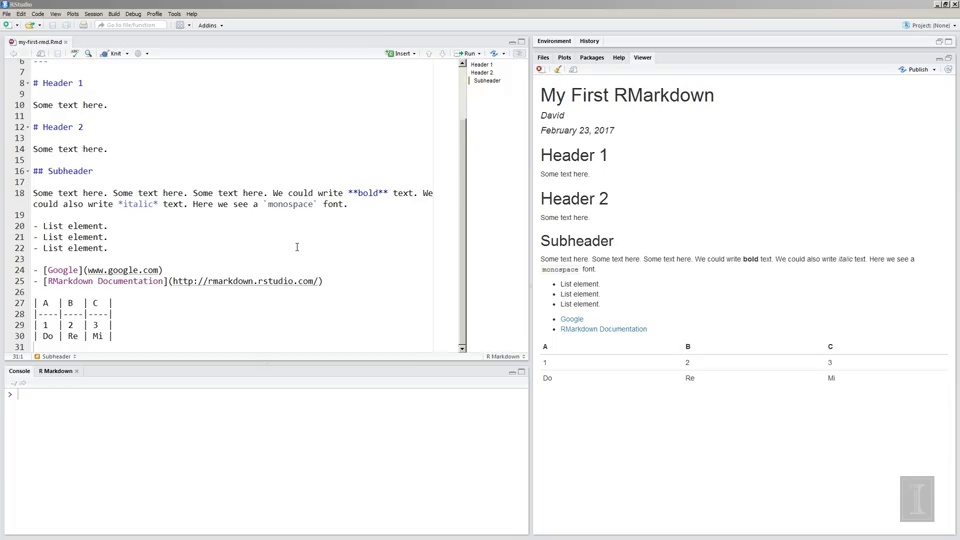 RStudio
File Edit Code View Plots Session Build Debug Profile Tools Help
Go to file/function Addins Project: (None)
my-first-rmd.Rmd
Knit Insert Run
6 ---
7
8 # Header 1
9
10 Some text here.
11
12 # Header 2
13
14 Some text here.
15
16 ## Subheader
17
18 Some text here. Some text here. Some text here. We could write **bold** text. We
could also write *italic* text. Here we see a `monospace` font.
19
20 - List element.
21 - List element.
22 - List element.
23
24 - [Google](www.google.com)
25 - [RMarkdown Documentation](http://rmarkdown.rstudio.com/)
26
27 | A | B | C |
28 |----|----|----|
29 | 1 | 2 | 3 |
30 | Do | Re | Mi |
31
Header 1
Header 2
Subheader
31:1 Subheader R Markdown
Console R Markdown
>
Environment History
Files Plots Packages Help Viewer
Publish
My First RMarkdown
David
February 23, 2017
Header 1
Some text here.
Header 2
Some text here.
Subheader
Some text here. Some text here. Some text here. We could write bold text. We could also write italic text. Here we see a
monospace font.
• List element.
• List element.
• List element.
• Google
• RMarkdown Documentation
A B C
1 2 3
Do Re Mi